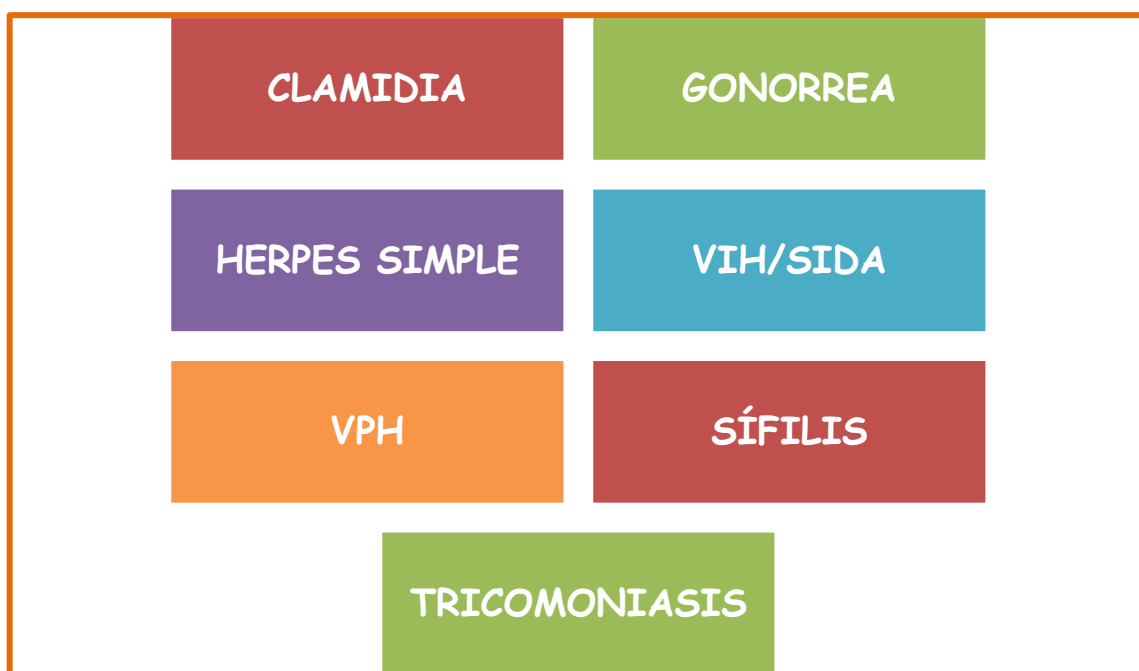 CLAMIDIA
GONORREA
HERPES SIMPLE
VIH/SIDA
VPH
SÍFILIS
TRICOMONIASIS